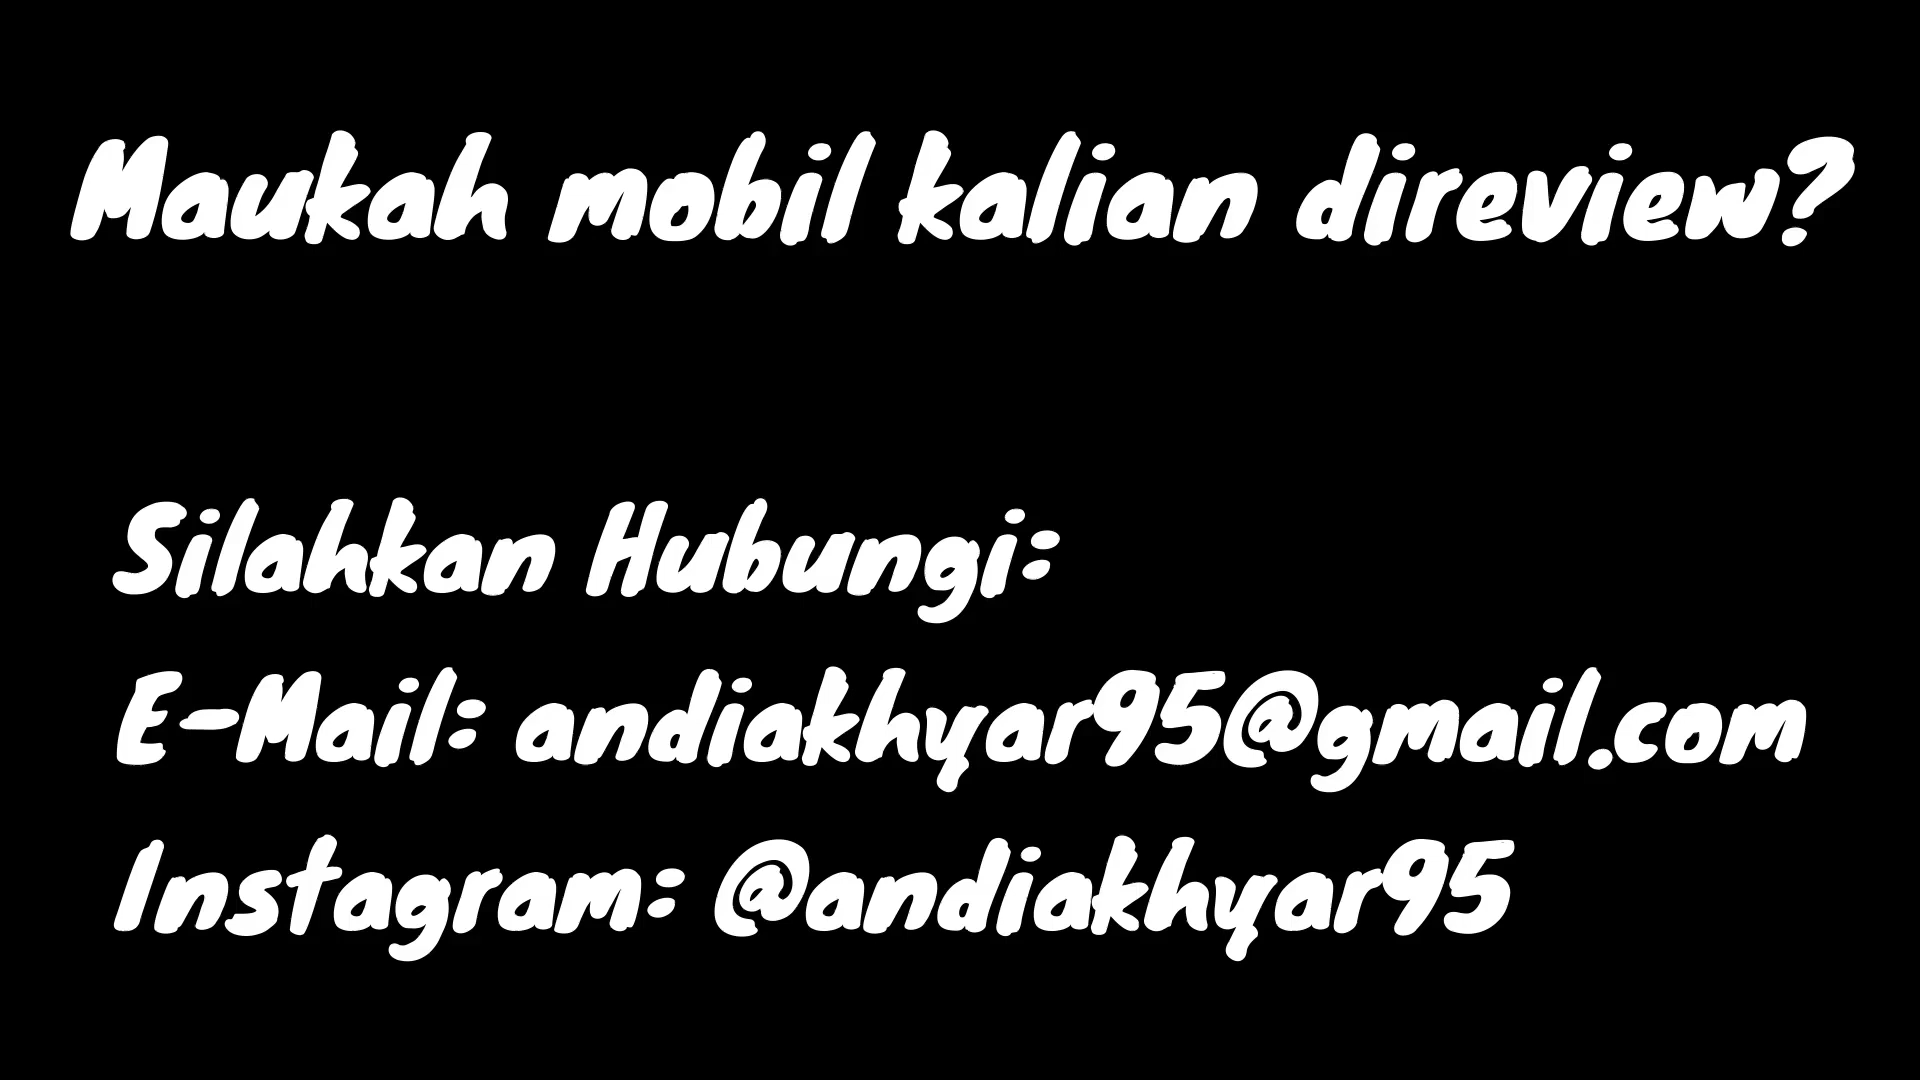 Maukah mobil kalian direview?
Silahkan Hubungi:
E-Mail: andiakhyar95@gmail.com
Instagram: @andiakhyar95